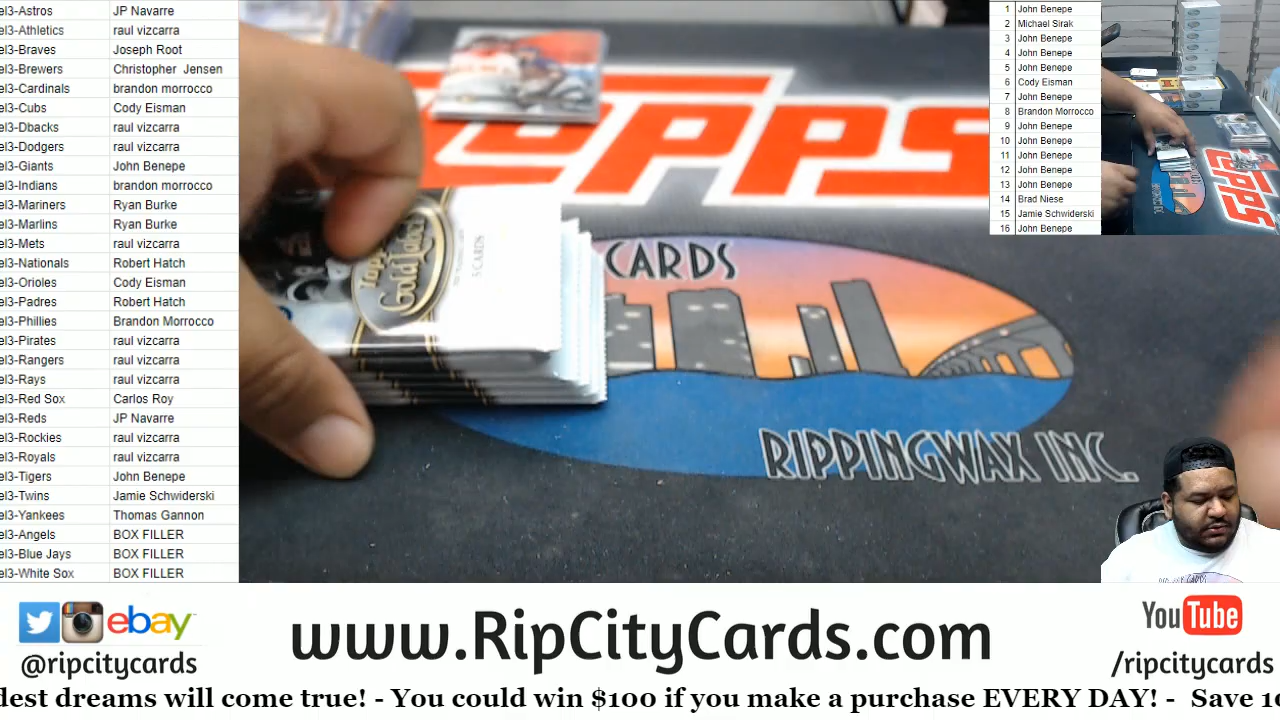 el3-Astros JP Navarre
el3-Athletics raul vizcarra
el3-Braves Joseph Root
el3-Brewers Christopher Jensen
el3-Cardinals brandon morrocco
el3-Cubs Cody Eisman
el3-Dbacks raul vizcarra
el3-Dodgers raul vizcarra
el3-Giants John Benepe
el3-Indians brandon morrocco
el3-Mariners Ryan Burke
el3-Marlins Ryan Burke
el3-Mets raul vizcarra
el3-Nationals Robert Hatch
el3-Orioles Cody Eisman
el3-Padres Robert Hatch
el3-Phillies Brandon Morrocco
el3-Pirates raul vizcarra
el3-Rangers raul vizcarra
el3-Rays raul vizcarra
el3-Red Sox Carlos Roy
el3-Reds JP Navarre
el3-Rockies raul vizcarra
el3-Royals raul vizcarra
el3-Tigers John Benepe
el3-Twins Jamie Schwiderski
el3-Yankees Thomas Gannon
el3-Angels BOX FILLER
el3-Blue Jays BOX FILLER
el3-White Sox BOX FILLER
TOPPS
Topps
Gold Label
5 CARDS
CARDS
RIPPINGWAX INC.
1 John Benepe
2 Michael Sirak
3 John Benepe
4 John Benepe
5 John Benepe
6 Cody Eisman
7 John Benepe
8 Brandon Morrocco
9 John Benepe
10 John Benepe
11 John Benepe
12 John Benepe
13 John Benepe
14 Brad Niese
15 Jamie Schwiderski
16 John Benepe
TOPPS
ebay
@ripcitycards
www.RipCityCards.com
YouTube
/ripcitycards
dest dreams will come true! - You could win $100 if you make a purchase EVERY DAY! - Save 10